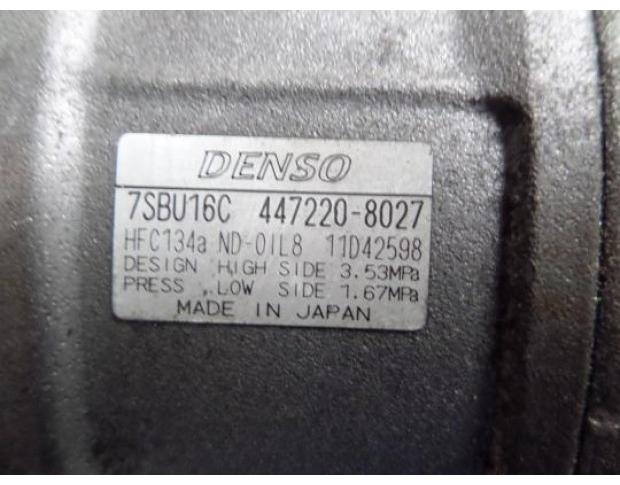 DENSO
7SBU16C 447220-8027
HFC134a ND-OIL8 11D42598
DESIGN HIGH SIDE 3.53MPa
PRESS LOW SIDE 1.67MPa
MADE IN JAPAN